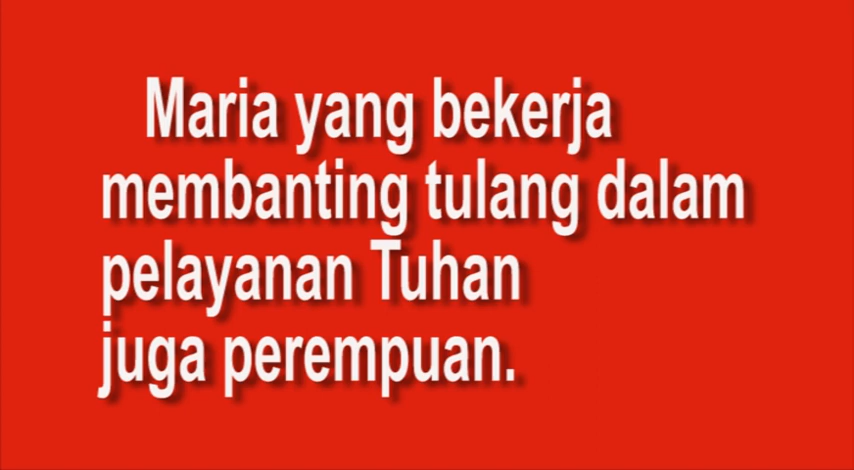 Maria yang bekerja
membanting tulang dalam
pelayanan Tuhan
juga perempuan.